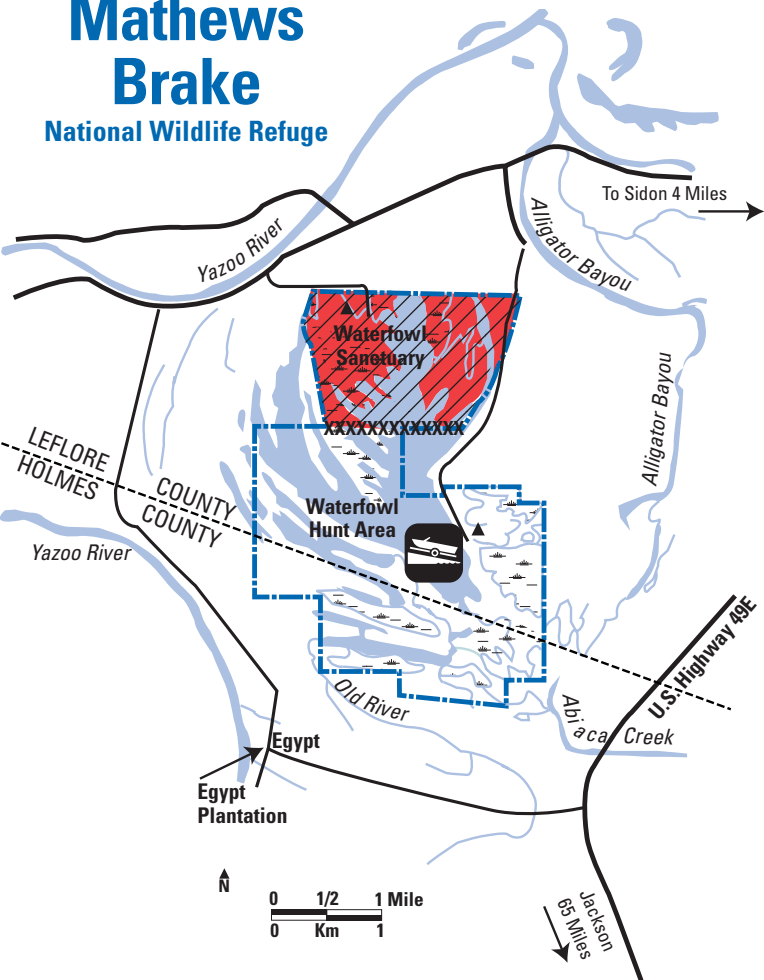 Mathews
Brake
National Wildlife Refuge
To Sidon 4 Miles
Yazoo River
Alligator Bayou
Waterfowl
Sanctuary
Alligator Bayou
XXXXXXXXXXXXX
LEFLORE
HOLMES
COUNTY
COUNTY
Waterfowl
Hunt Area
Yazoo River
U.S. Highway 49E
Old River
Abiaca Creek
Egypt
Egypt
Plantation
N
0 1/2 1 Mile
0 Km 1
Jackson
65 Miles